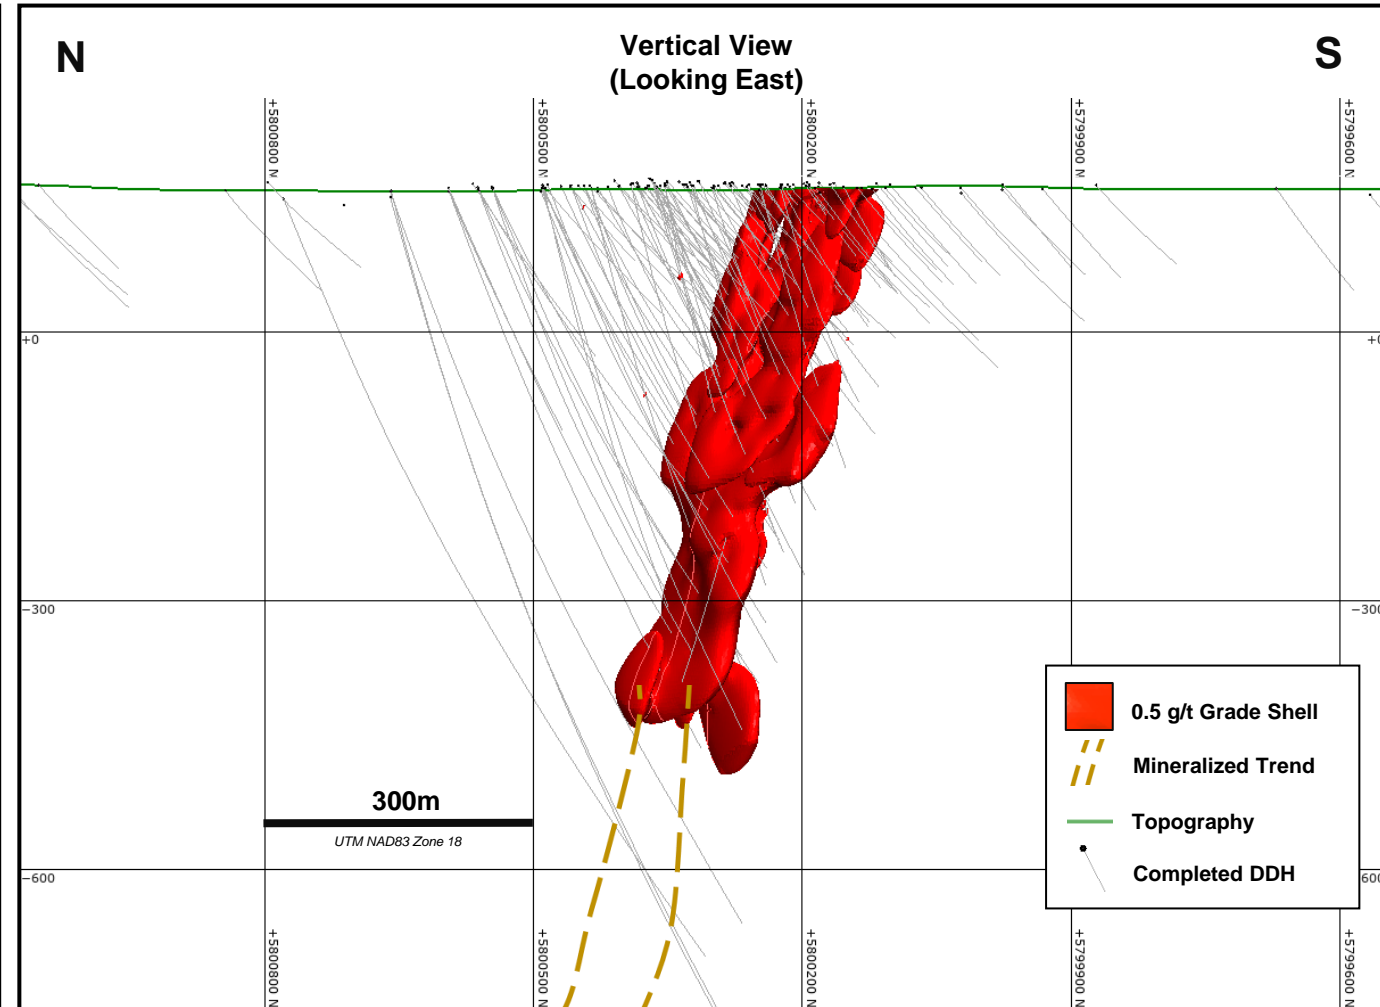 N
Vertical View
(Looking East)
S
+5800800 N
+5800500 N
+5800200 N
+5799900 N
+5799600 N
+0
+0
−300
−300
0.5 g/t Grade Shell
Mineralized Trend
Topography
Completed DDH
300m
UTM NAD83 Zone 18
−600
600
+5800800 N
+5800500 N
+5800200 N
+5799900 N
+5799600 N